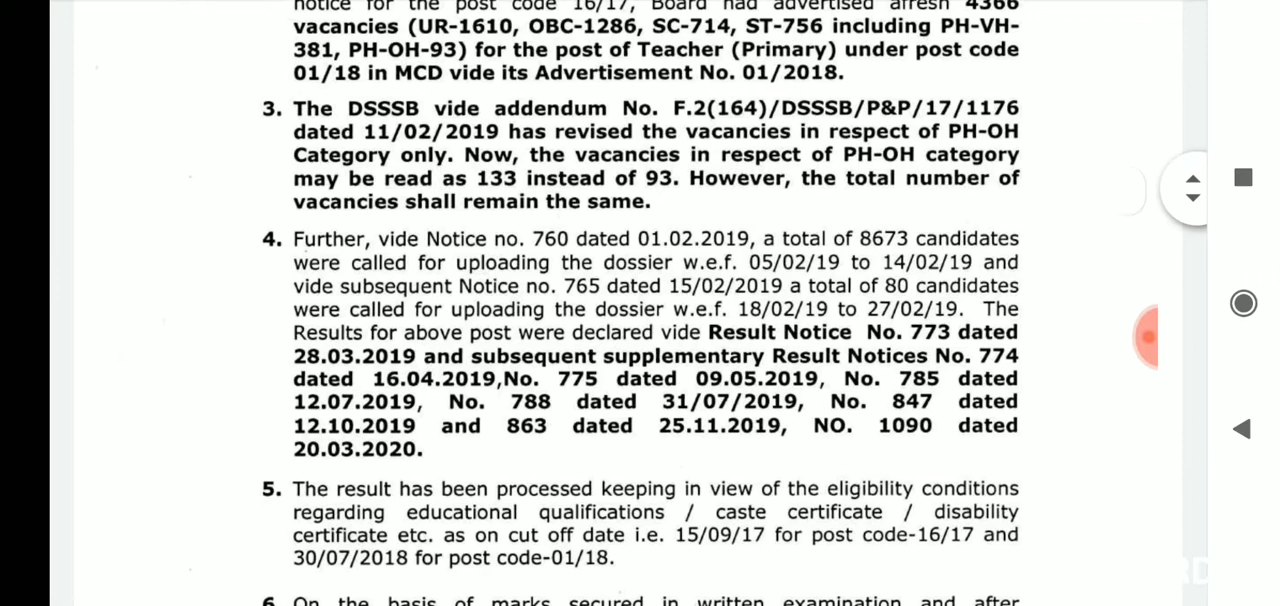 notice for the post code 16/17, Board had advertised afresh 4366
vacancies (UR-1610, OBC-1286, SC-714, ST-756 including PH-VH-
381, PH-OH-93) for the post of Teacher (Primary) under post code
01/18 in MCD vide its Advertisement No. 01/2018.
3. The DSSSB vide addendum No. F.2(164)/DSSSB/P&P/17/1176
dated 11/02/2019 has revised the vacancies in respect of PH-OH
Category only. Now, the vacancies in respect of PH-OH category
may be read as 133 instead of 93. However, the total number of
vacancies shall remain the same.
4. Further, vide Notice no. 760 dated 01.02.2019, a total of 8673 candidates
were called for uploading the dossier w.e.f. 05/02/19 to 14/02/19 and
vide subsequent Notice no. 765 dated 15/02/2019 a total of 80 candidates
were called for uploading the dossier w.e.f. 18/02/19 to 27/02/19. The
Results for above post were declared vide Result Notice No. 773 dated
28.03.2019 and subsequent supplementary Result Notices No. 774
dated 16.04.2019,No. 775 dated 09.05.2019, No. 785 dated
12.07.2019, No. 788 dated 31/07/2019, No. 847 dated
12.10.2019 and 863 dated 25.11.2019, NO. 1090 dated
20.03.2020.
5. The result has been processed keeping in view of the eligibility conditions
regarding educational qualifications / caste certificate / disability
certificate etc. as on cut off date i.e. 15/09/17 for post code-16/17 and
30/07/2018 for post code-01/18.
6. On the basis of marks secured in written examination and after